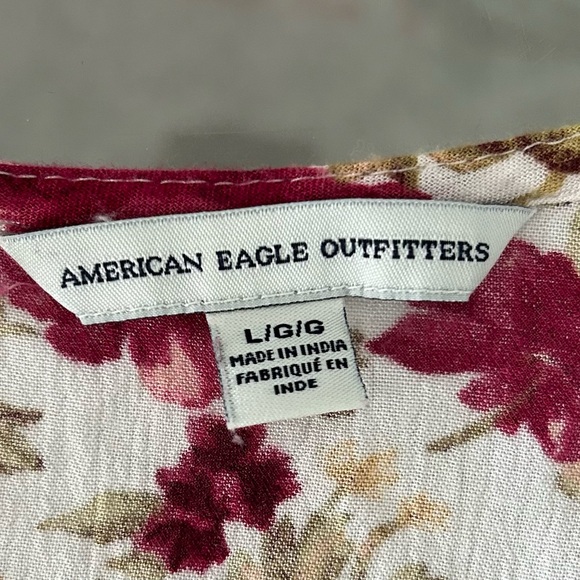 AMERICAN EAGLE OUTFITTERS
L/G/G
MADE IN INDIA
FABRIQUÉ EN
INDE